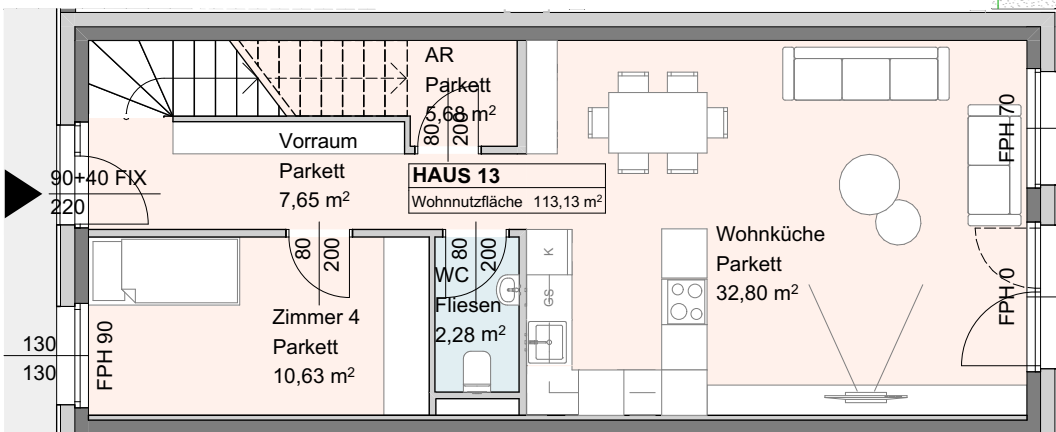 AR
Parkett
5,68 m²
80
200
Vorraum
Parkett
7,65 m²
HAUS 13
Wohnnutzfläche 113,13 m²
90+40 FIX
220
FPH 70
80
200
80
200
WC
Fliesen
2,28 m²
K
GS
Wohnküche
Parkett
32,80 m²
FPH 0
Zimmer 4
Parkett
10,63 m²
130
130
FPH 90